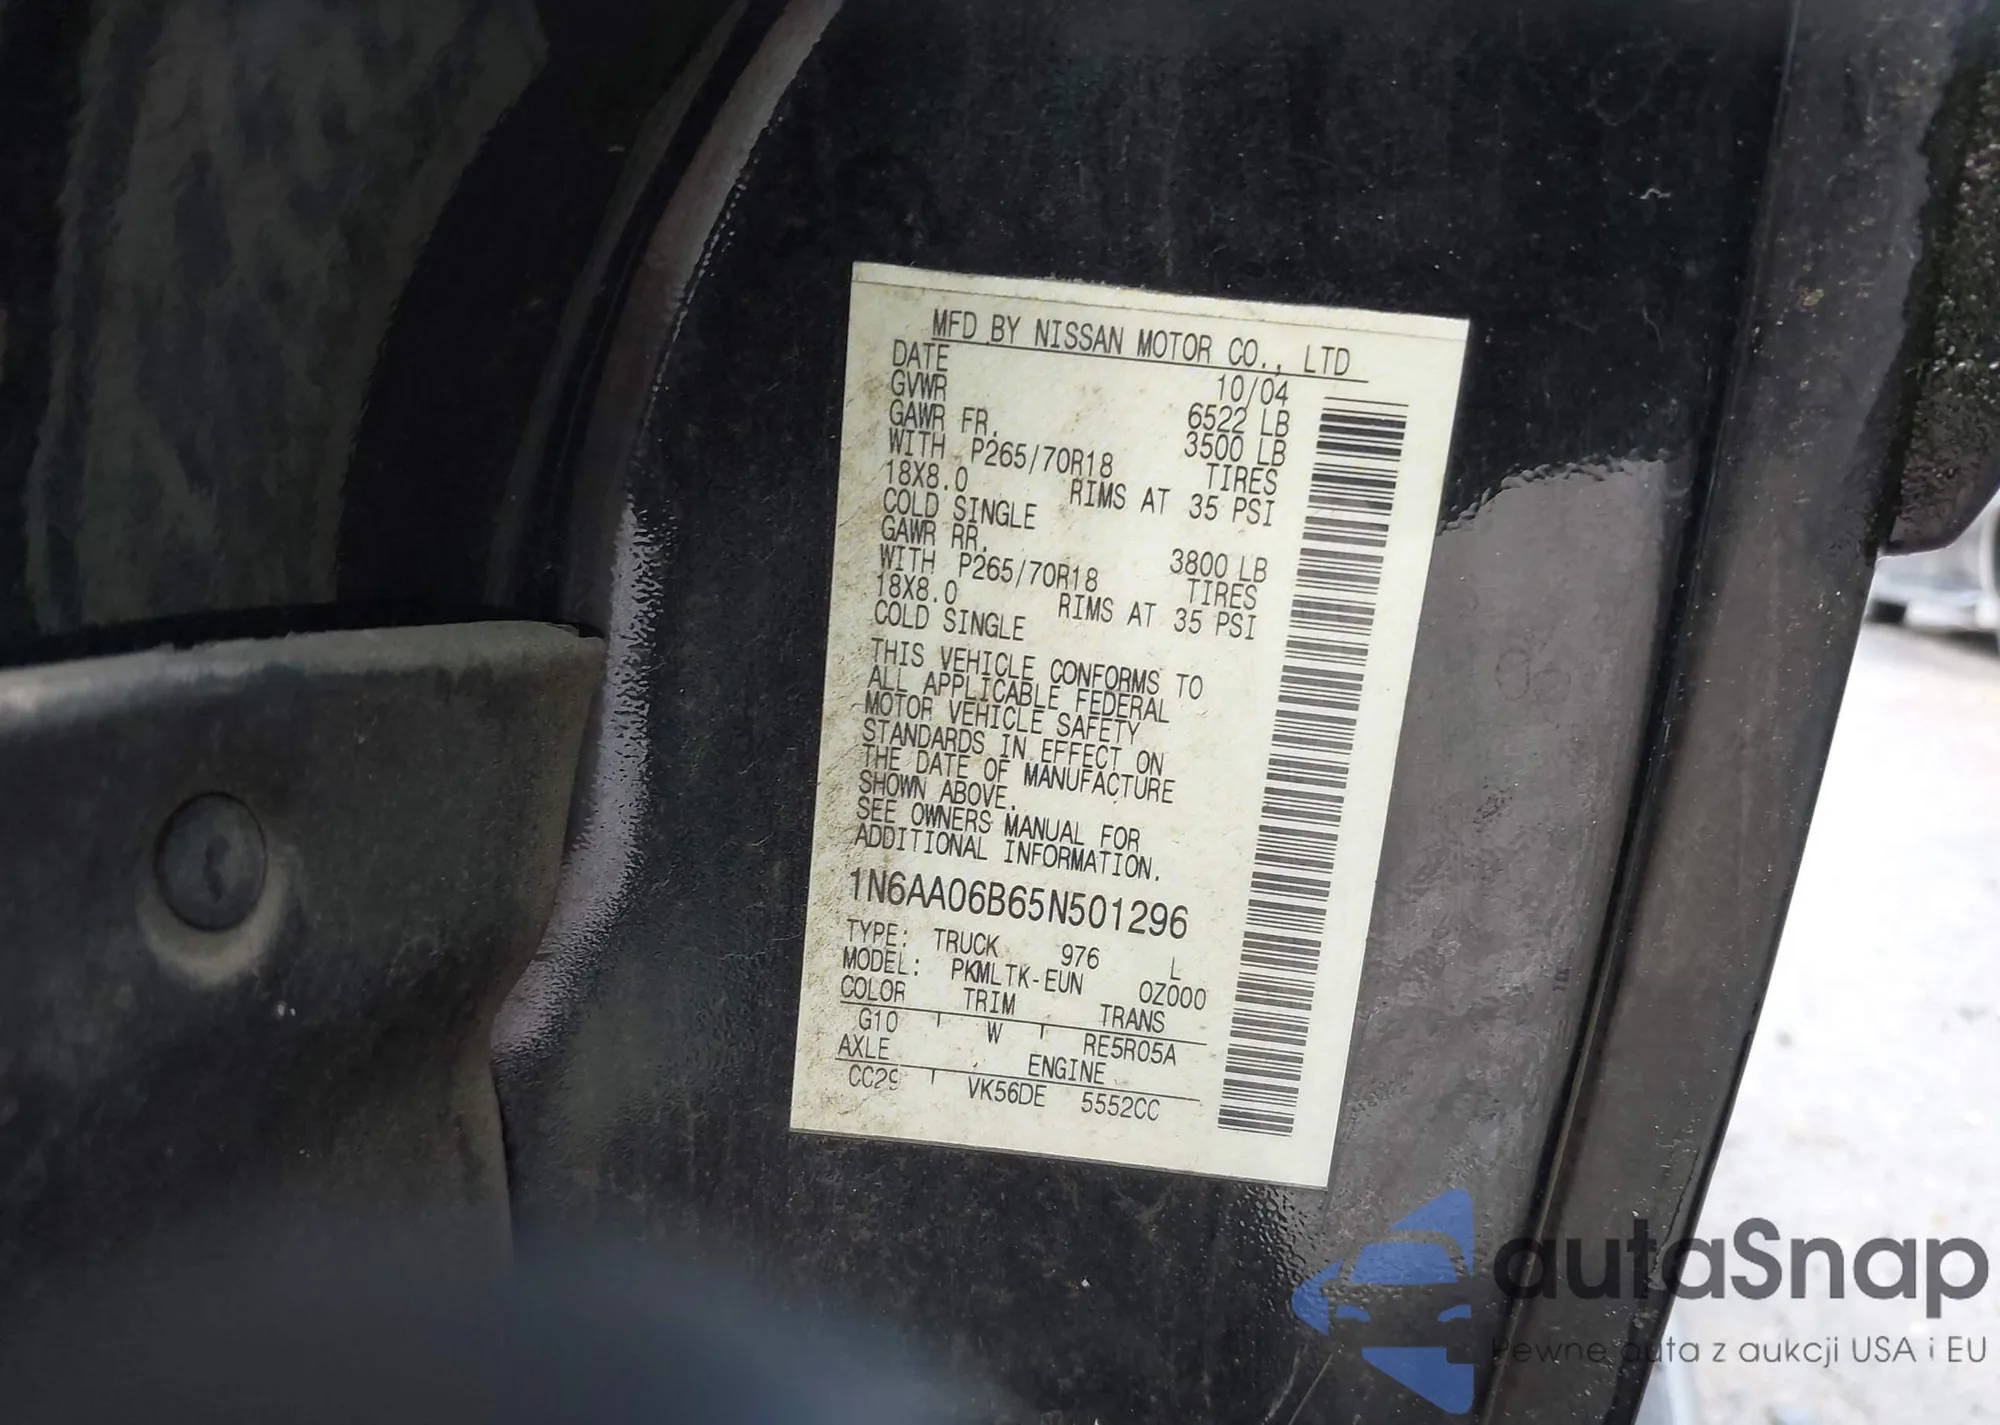 MFD BY NISSAN MOTOR CO., LTD
DATE 10/04
GVWR 6522 LB
GAWR FR. 3500 LB
WITH P265/70R18 TIRES
18X8.0 RIMS AT 35 PSI
COLD SINGLE
GAWR RR. 3800 LB
WITH P265/70R18 TIRES
18X8.0 RIMS AT 35 PSI
COLD SINGLE
THIS VEHICLE CONFORMS TO
ALL APPLICABLE FEDERAL
MOTOR VEHICLE SAFETY
STANDARDS IN EFFECT ON
THE DATE OF MANUFACTURE
SHOWN ABOVE.
SEE OWNERS MANUAL FOR
ADDITIONAL INFORMATION.
1N6AA06B65N501296
TYPE: TRUCK 976 L
MODEL: PKMLTK-EUN 0Z000
COLOR TRIM TRANS
G10 W RE5R05A
AXLE ENGINE
CC29 VK56DE 5552CC
autaSnap
Pewne auta z aukcji USA i EU